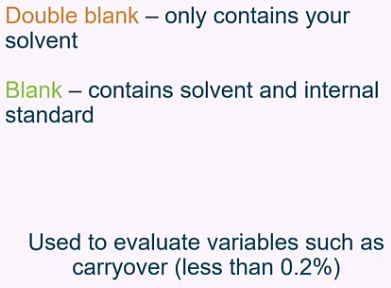 Double blank – only contains your
solvent
Blank – contains solvent and internal
standard
Used to evaluate variables such as
carryover (less than 0.2%)